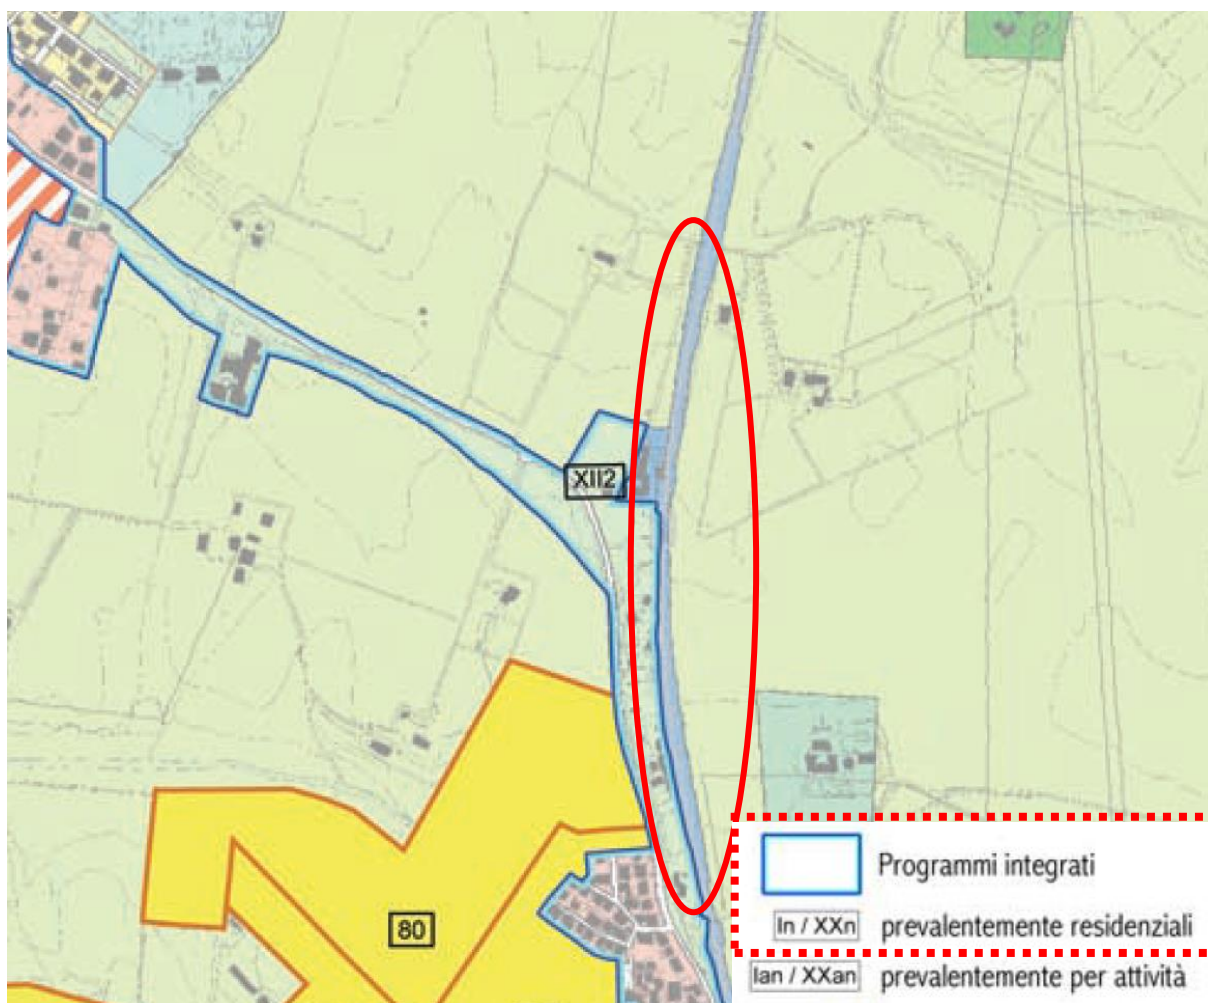 XII2
80
Programmi integrati
In / XXn prevalentemente residenziali
Ian / XXan prevalentemente per attività